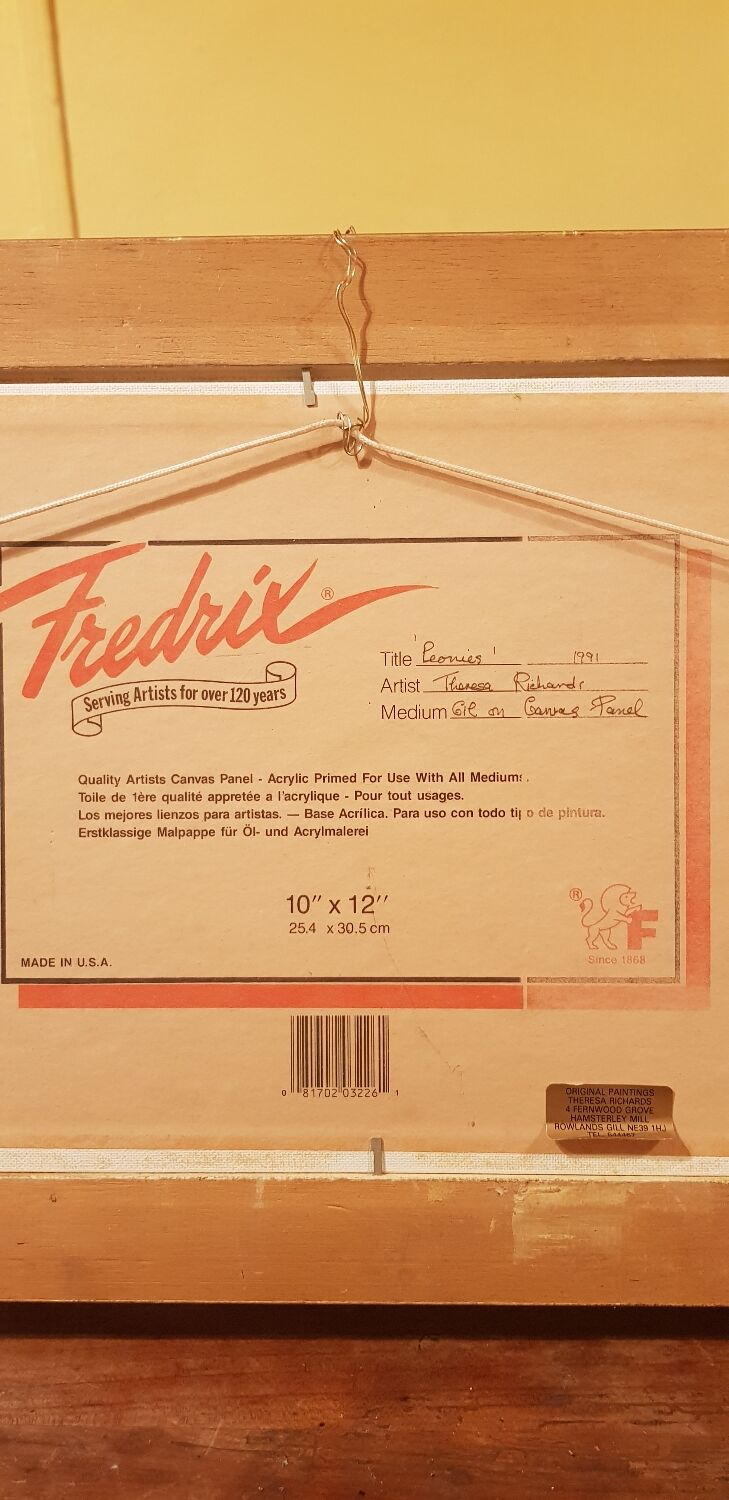 Fredrix®
Serving Artists for over 120 years
Title 'Peonies' 1991
Artist Theresa Richards
Medium Oil on Canvas Panel
Quality Artists Canvas Panel - Acrylic Primed For Use With All Mediums.
Toile de 1ère qualité appretée a l'acrylique - Pour tout usages.
Los mejores lienzos para artistas. — Base Acrílica. Para uso con todo tipo de pintura.
Erstklassige Malpappe für Öl- und Acrylmalerei
10" x 12"
25.4 x 30.5 cm
® F
Since 1868
MADE IN U.S.A.
0 81702 03226 1
ORIGINAL PAINTINGS
THERESA RICHARDS
4 FERNWOOD GROVE
HAMSTERLEY MILL
ROWLANDS GILL NE39 1HJ
TEL.